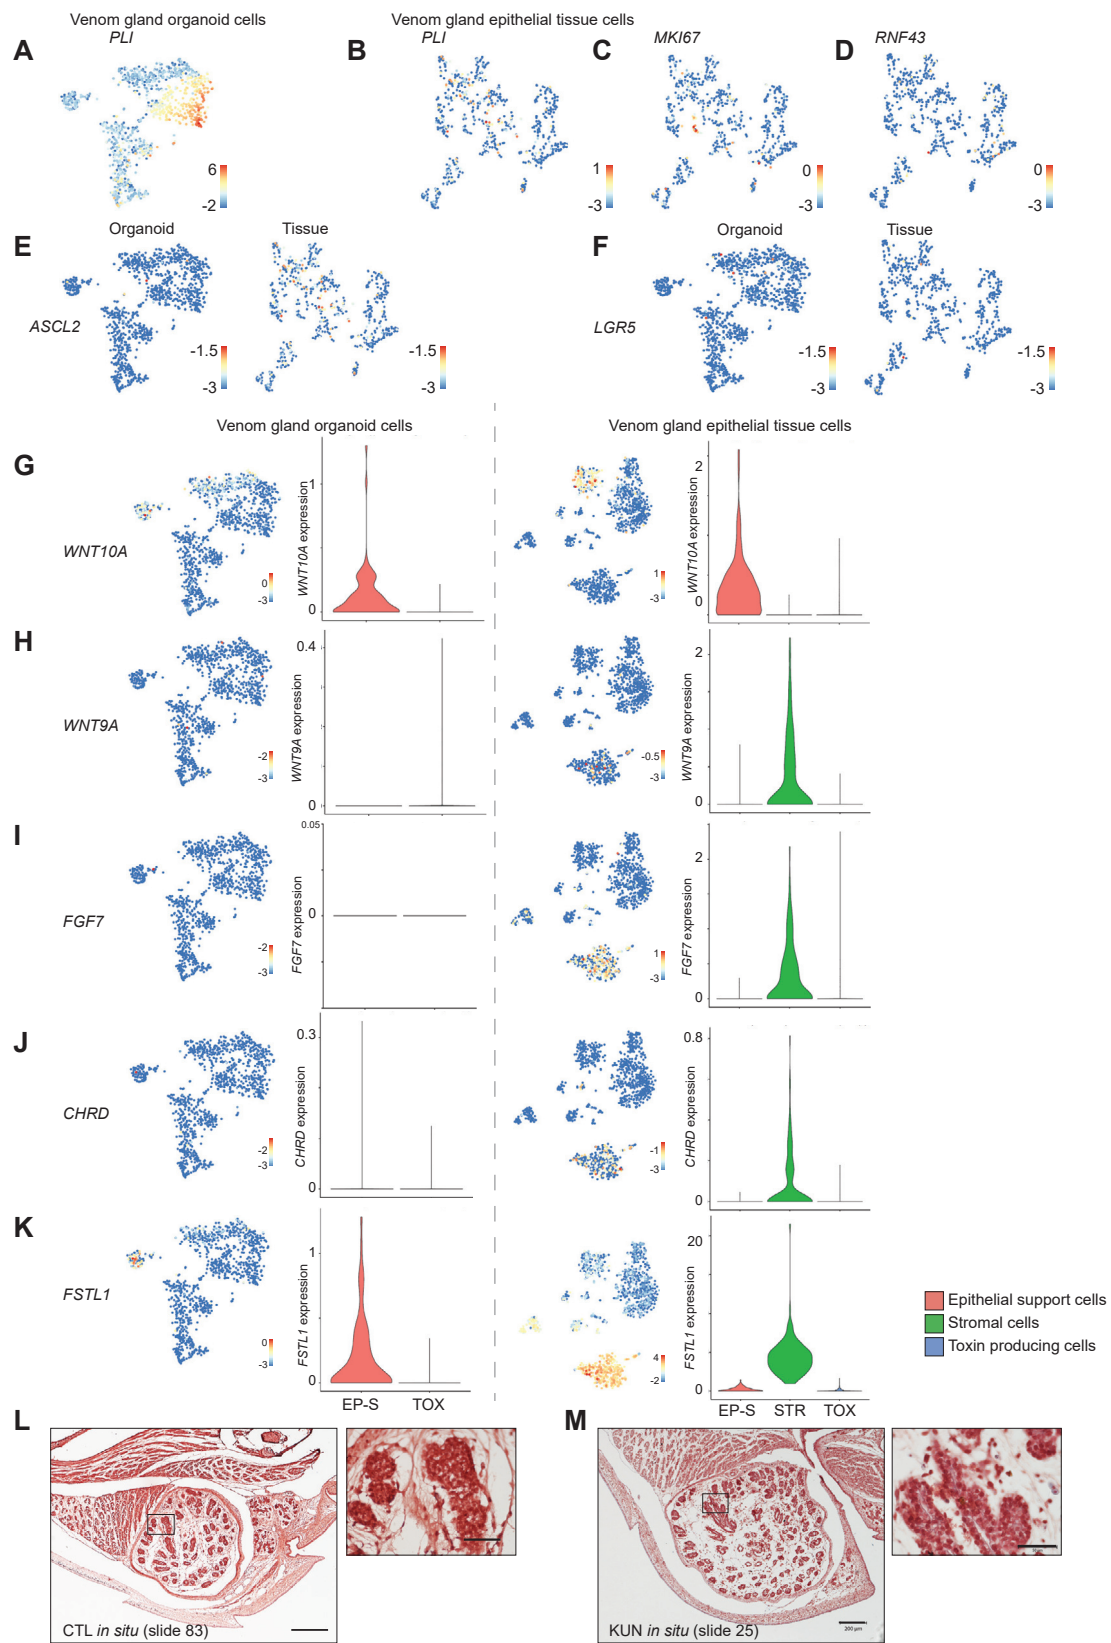 Venom gland organoid cells
Venom gland epithelial tissue cells
A
PLI
B
PLI
C
MKI67
D
RNF43
6
-2
1
-3
0
-3
0
-3
E
Organoid
Tissue
F
Organoid
Tissue
ASCL2
-1.5
-3
-1.5
-3
LGR5
-1.5
-3
-1.5
-3
Venom gland organoid cells
Venom gland epithelial tissue cells
G
WNT10A
0
-3
WNT10A expression
1
0
1
-3
WNT10A expression
2
0
H
WNT9A
-2
-3
WNT9A expression
0.4
0
-0.5
-3
WNT9A expression
2
0
I
FGF7
-2
-3
FGF7 expression
0.05
0
1
-3
FGF7 expression
2
0
J
CHRD
-2
-3
CHRD expression
0.3
0
-1
-3
CHRD expression
0.8
0
K
FSTL1
0
-3
FSTL1 expression
1
0
EP-S
TOX
4
-2
FSTL1 expression
20
0
EP-S
STR
TOX
Epithelial support cells
Stromal cells
Toxin producing cells
L
CTL in situ (slide 83)
M
KUN in situ (slide 25)
200 µm